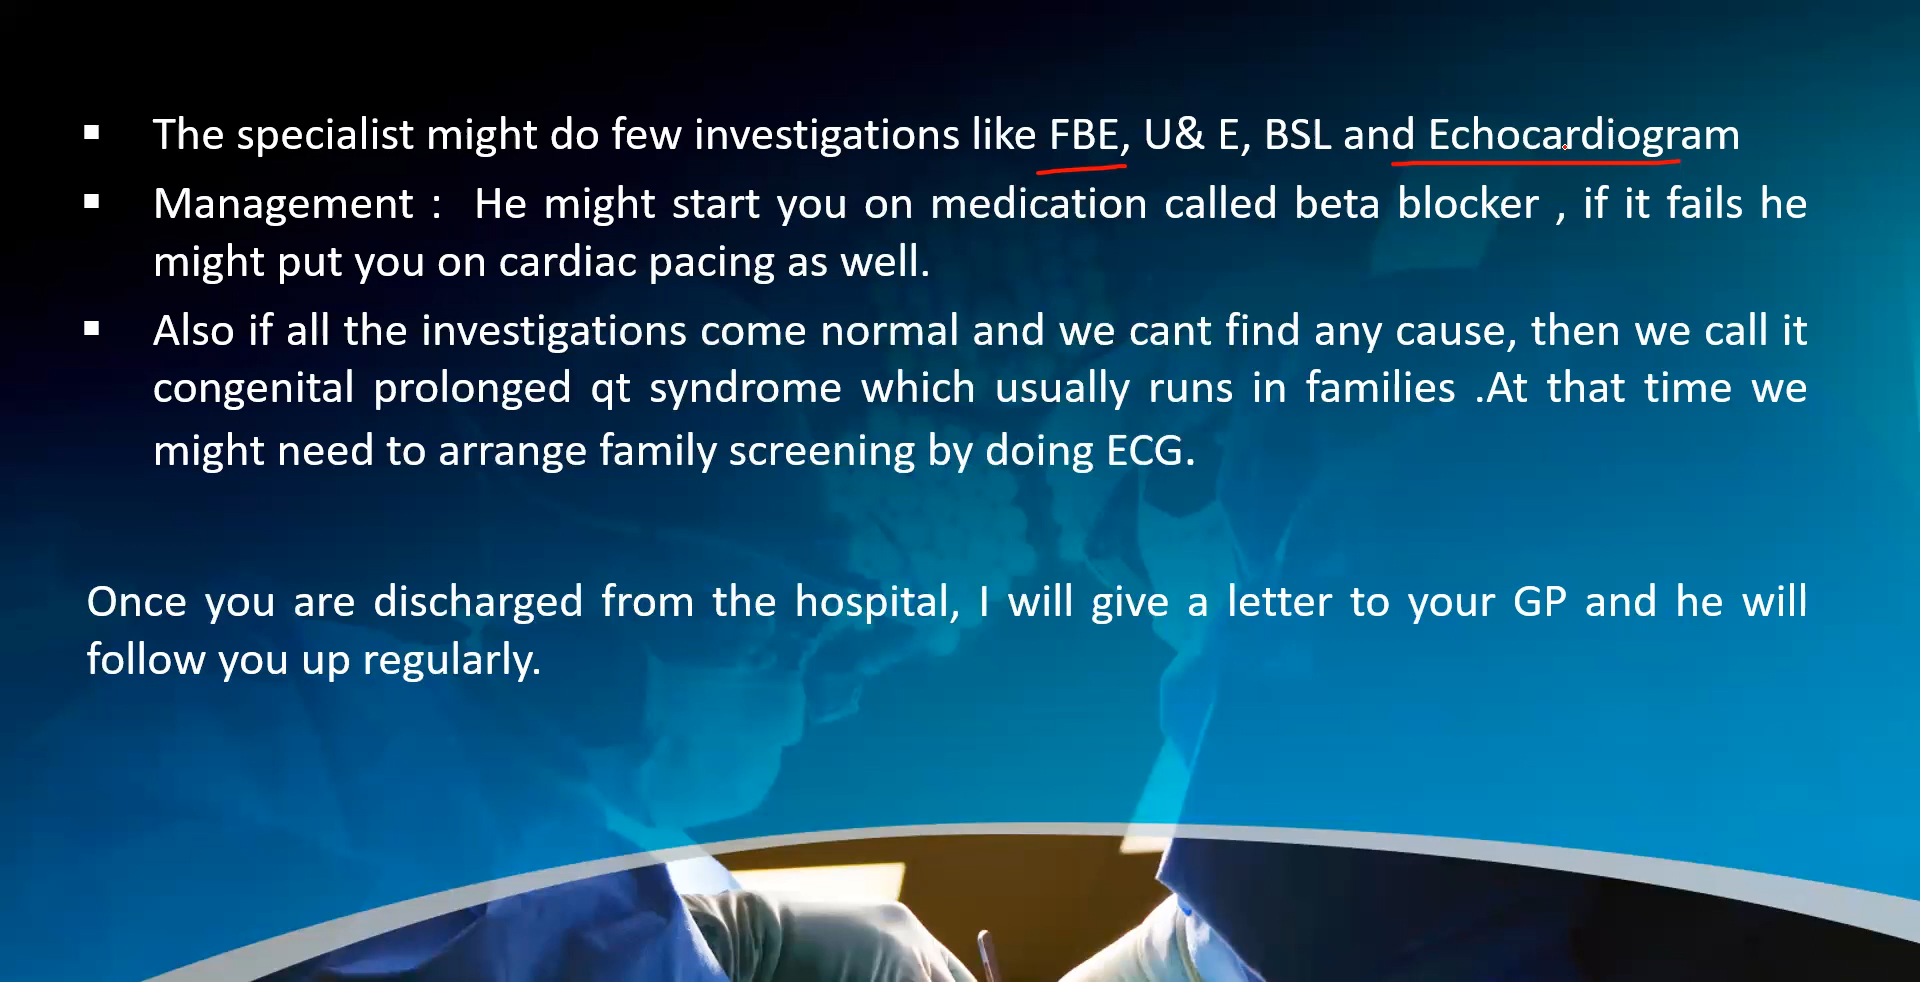 ▪ The specialist might do few investigations like FBE, U& E, BSL and Echocardiogram
▪ Management :  He might start you on medication called beta blocker , if it fails he
might put you on cardiac pacing as well.
▪ Also if all the investigations come normal and we cant find any cause, then we call it
congenital prolonged qt syndrome which usually runs in families .At that time we
might need to arrange family screening by doing ECG.
Once you are discharged from the hospital, I will give a letter to your GP and he will
follow you up regularly.